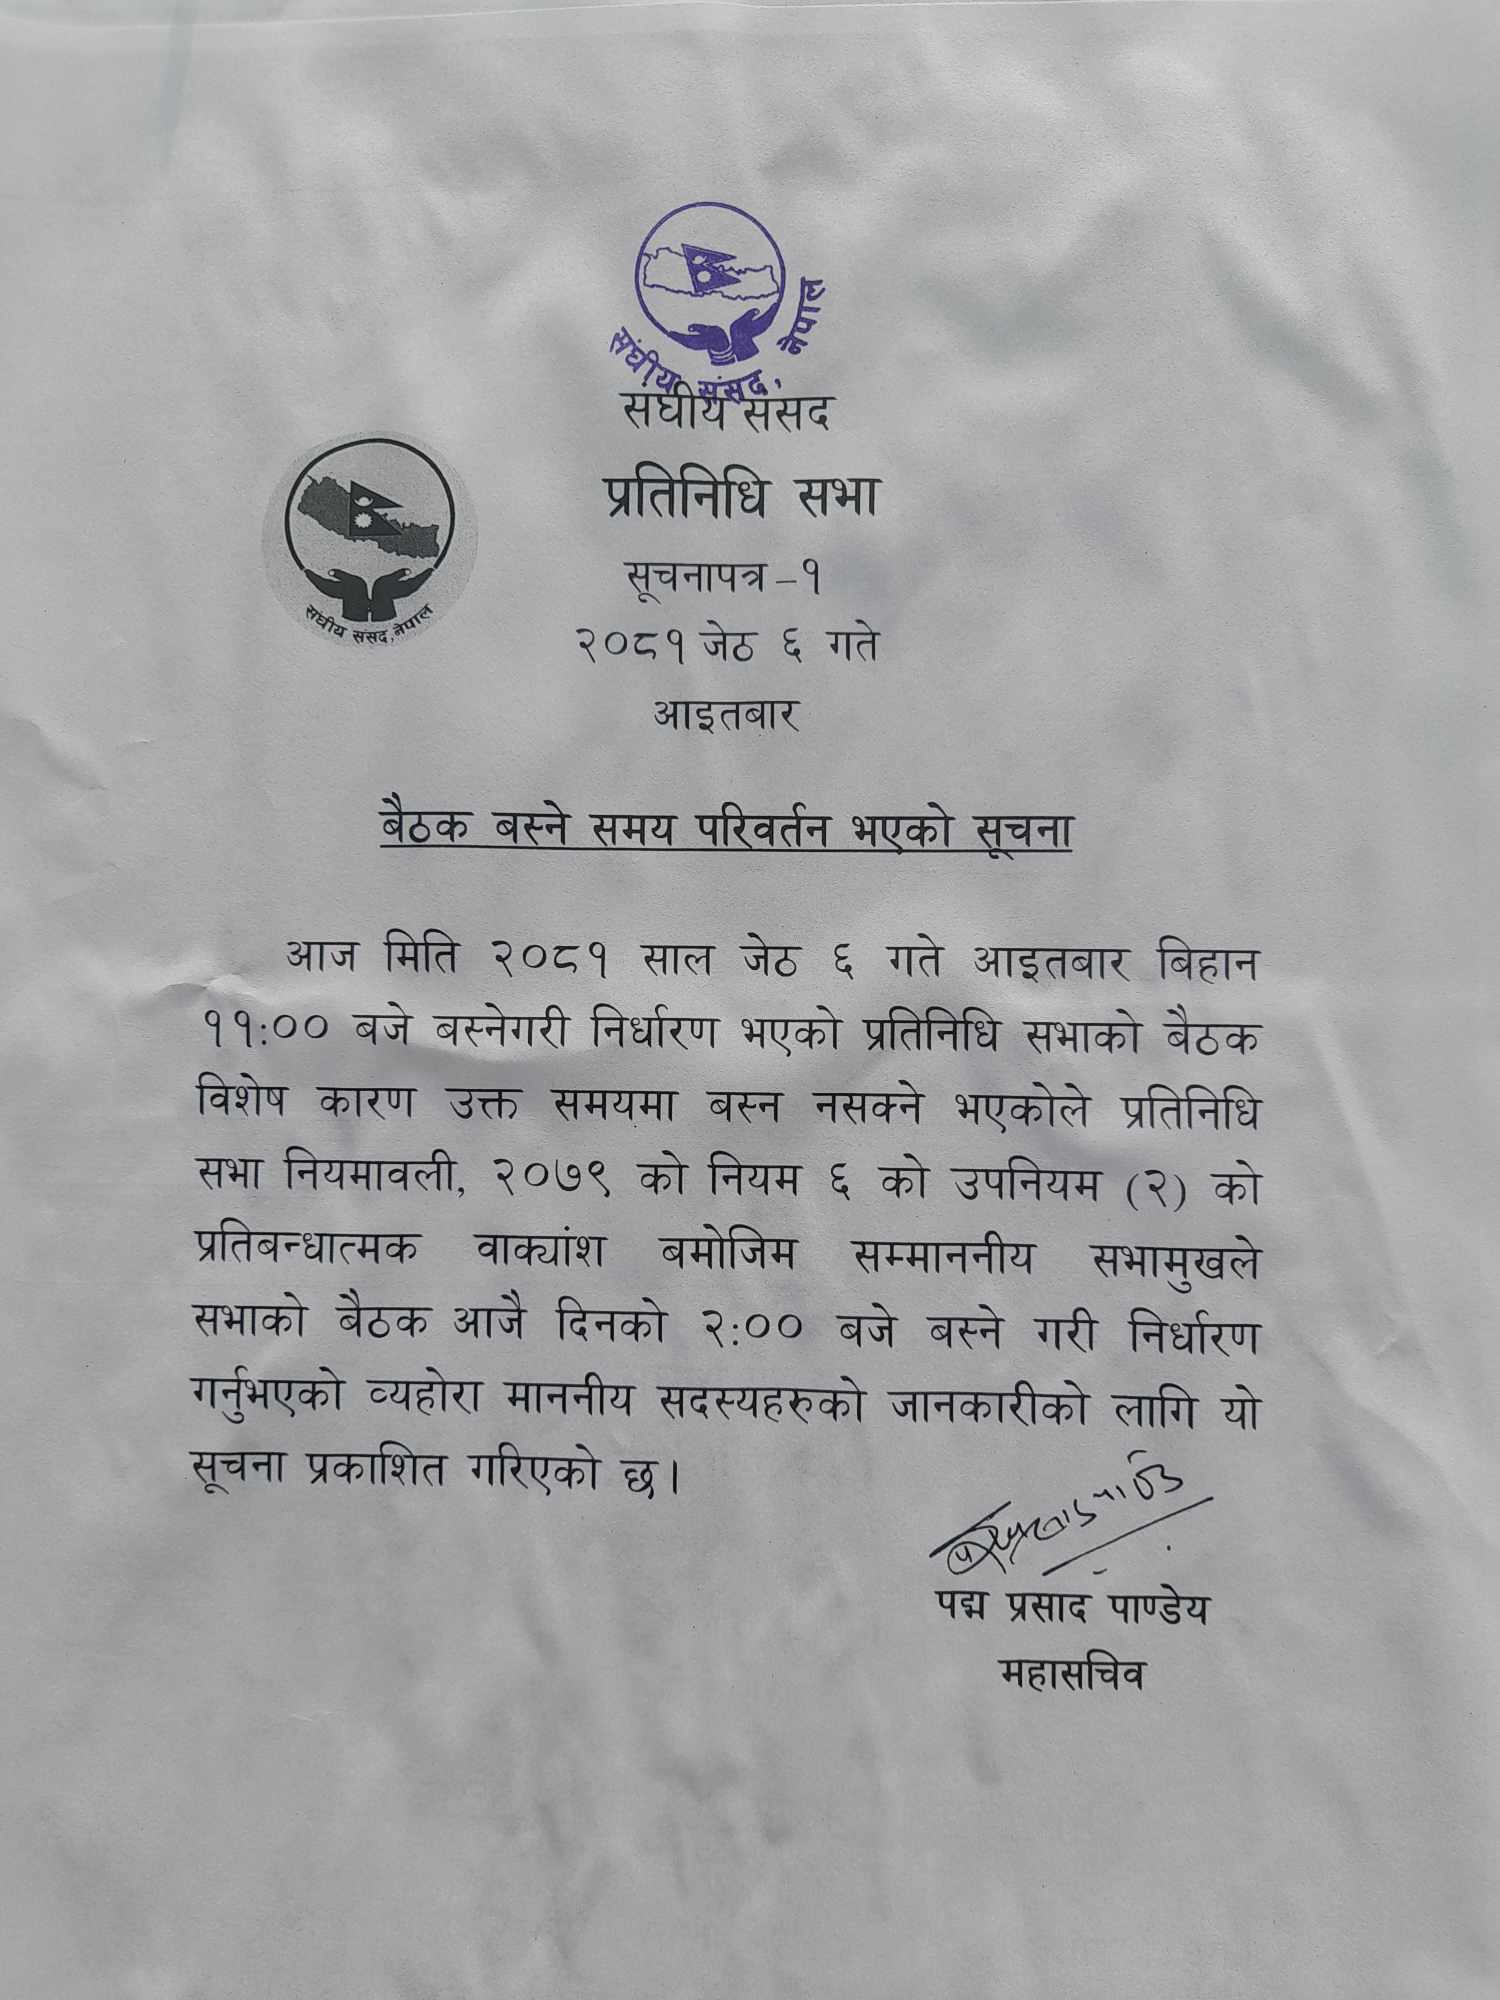 संघीय संसद, नेपाल
संघीय संसद
प्रतिनिधि सभा
संघीय संसद, नेपाल
सूचनापत्र -१
२०८१ जेठ ६ गते
आइतबार
बैठक बस्ने समय परिवर्तन भएको सूचना
आज मिति २०८१ साल जेठ ६ गते आइतबार बिहान
११:०० बजे बस्नेगरी निर्धारण भएको प्रतिनिधि सभाको बैठक
विशेष कारण उक्त समयमा बस्न नसक्ने भएकोले प्रतिनिधि
सभा नियमावली, २०७९ को नियम ६ को उपनियम (२) को
प्रतिबन्धात्मक वाक्यांश बमोजिम सम्माननीय सभामुखले
सभाको बैठक आजै दिनको २:०० बजे बस्ने गरी निर्धारण
गर्नुभएको व्यहोरा माननीय सदस्यहरुको जानकारीको लागि यो
सूचना प्रकाशित गरिएको छ।
पद्म प्रसाद पाण्डेय
महासचिव